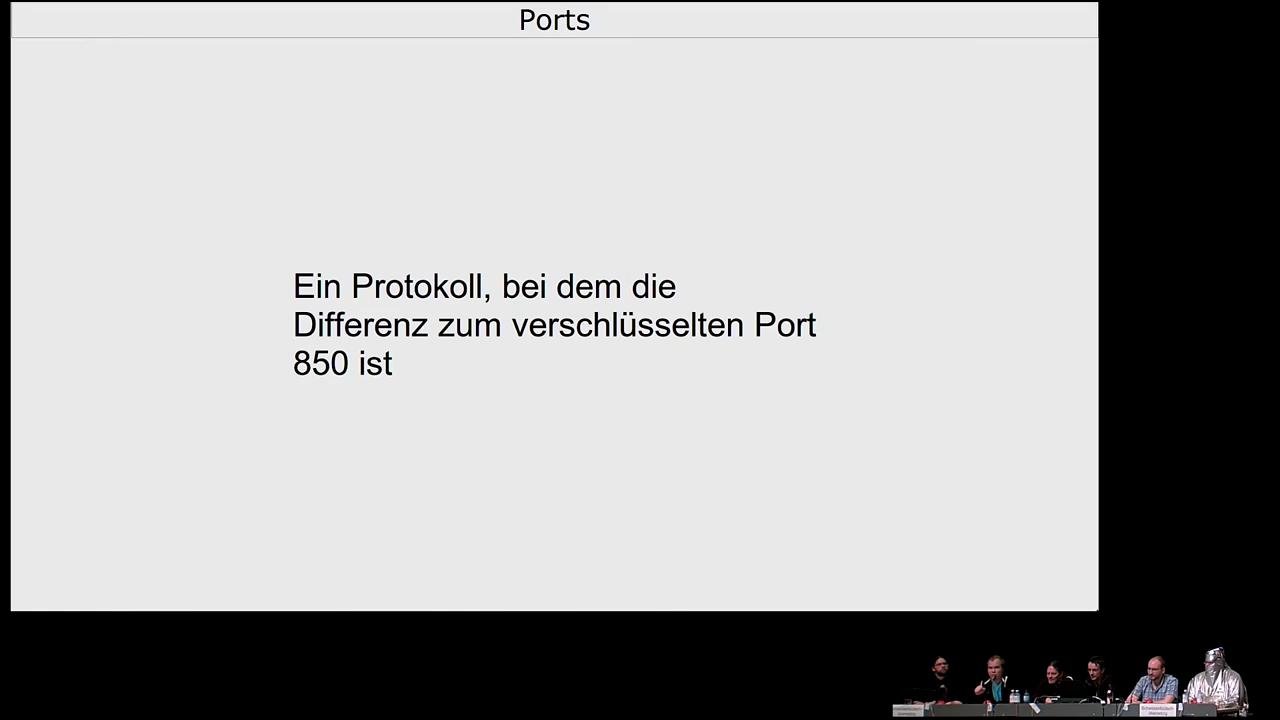 Ports
Ein Protokoll, bei dem die
Differenz zum verschlüsselten Port
850 ist